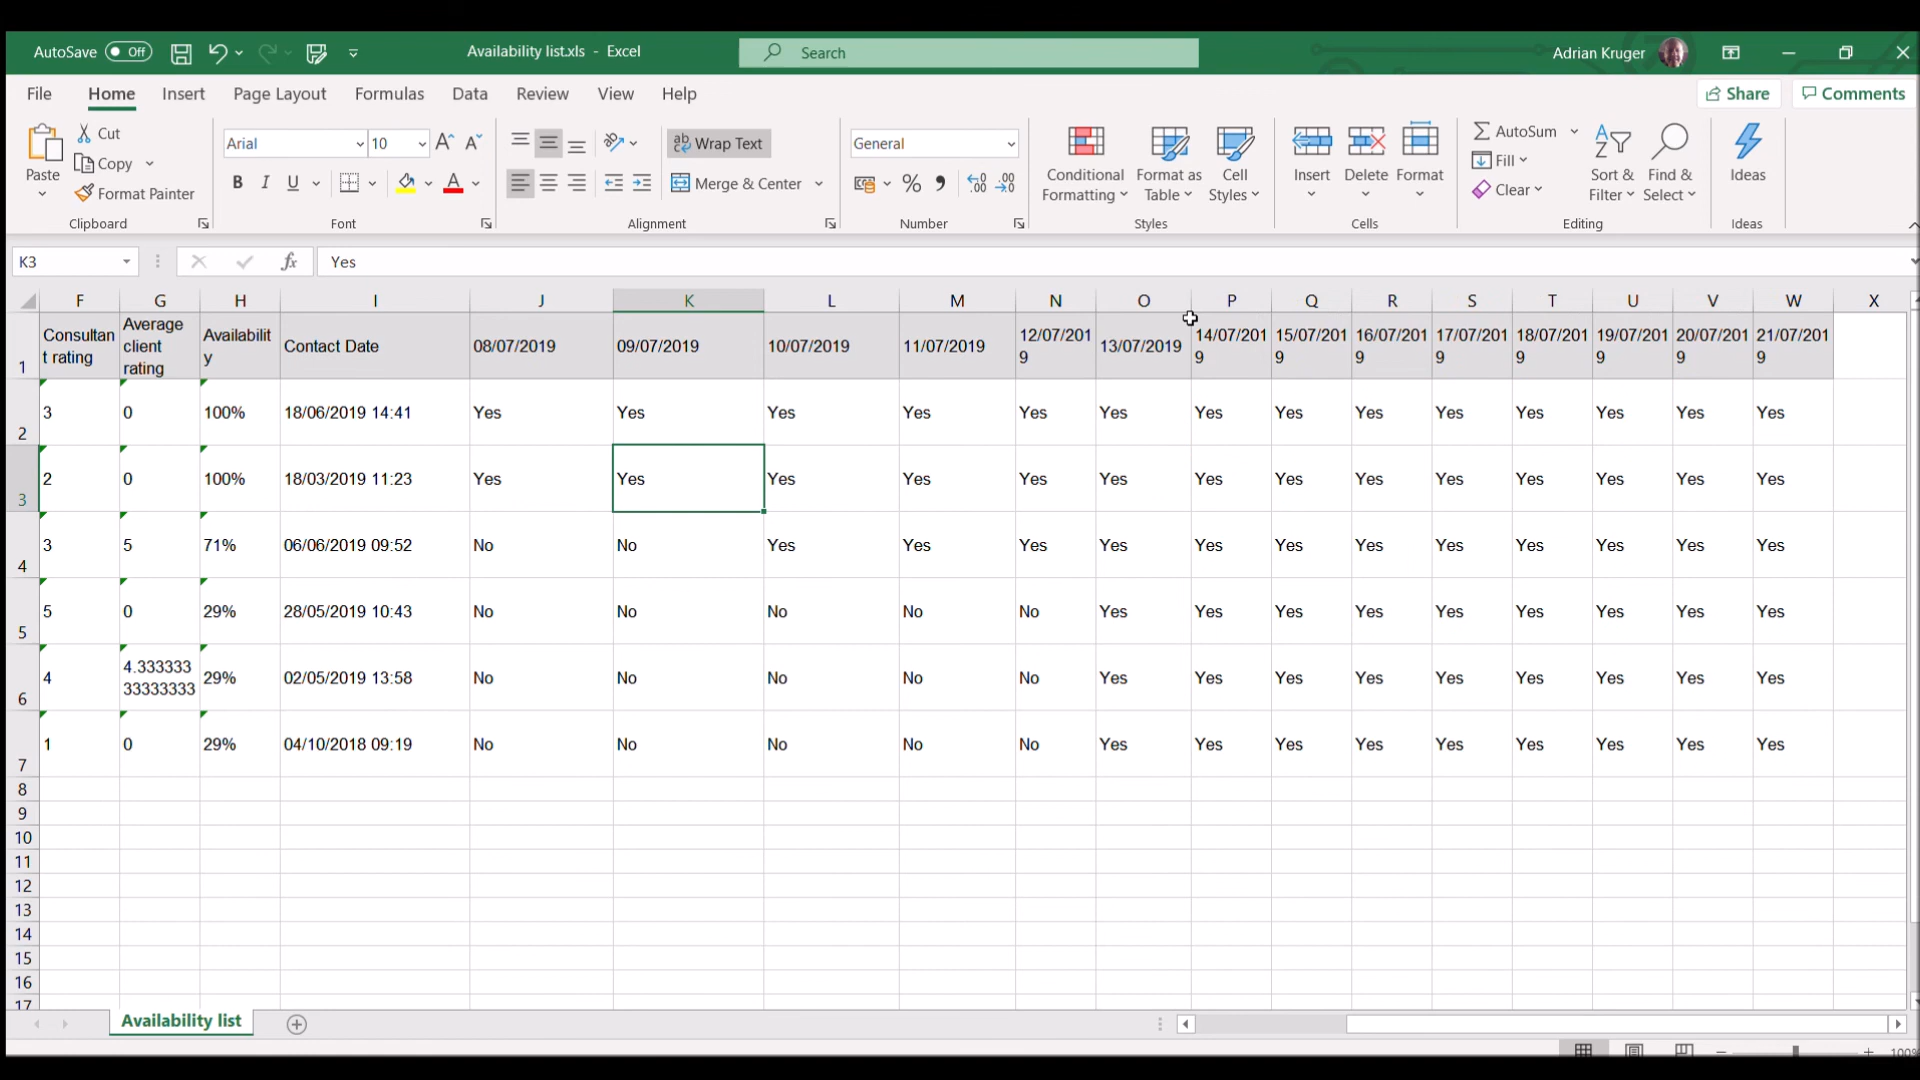 AutoSave Off Availability list.xls - Excel Search Adrian Kruger
File Home Insert Page Layout Formulas Data Review View Help Share Comments
Paste Cut Copy Format Painter Clipboard
Arial 10 B I U A A A Font
ab Wrap Text Merge & Center Alignment
General % , Number
Conditional Formatting Format as Table Cell Styles Styles
Insert Delete Format Cells
AutoSum Fill Clear Sort & Filter Find & Select Editing
Ideas Ideas
K3 fx Yes
F G H I J K L M N O P Q R S T U V W X
1 Consultant rating Average client rating Availability Contact Date 08/07/2019 09/07/2019 10/07/2019 11/07/2019 12/07/2019 13/07/2019 14/07/2019 15/07/2019 16/07/2019 17/07/2019 18/07/2019 19/07/2019 20/07/2019 21/07/2019
2 3 0 100% 18/06/2019 14:41 Yes Yes Yes Yes Yes Yes Yes Yes Yes Yes Yes Yes Yes Yes
3 2 0 100% 18/03/2019 11:23 Yes Yes Yes Yes Yes Yes Yes Yes Yes Yes Yes Yes Yes Yes
4 3 5 71% 06/06/2019 09:52 No No Yes Yes Yes Yes Yes Yes Yes Yes Yes Yes Yes Yes
5 5 0 29% 28/05/2019 10:43 No No No No No Yes Yes Yes Yes Yes Yes Yes Yes Yes
6 4 4.33333333333333 29% 02/05/2019 13:58 No No No No No Yes Yes Yes Yes Yes Yes Yes Yes Yes
7 1 0 29% 04/10/2018 09:19 No No No No No Yes Yes Yes Yes Yes Yes Yes Yes Yes
8
9
10
11
12
13
14
15
16
17
Availability list
100%